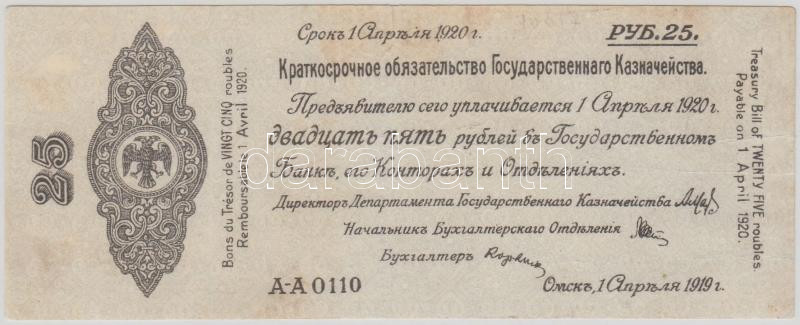 Срокъ 1 Апрѣля 1920 г.
РУБ. 25.
Краткосрочное обязательство Государственнаго Казначейства.
Предъявителю сего уплачивается 1 Апрѣля 1920 г.
двадцать пять рублей въ Государственномъ
Банкѣ, его Конторахъ и Отдѣленіяхъ.
Директоръ Департамента Государственнаго Казначейства
Начальникъ Бухгалтерскаго Отдѣленія
Бухгалтеръ
А-А 0110
Омскъ, 1 Апрѣля 1919 г.
25
Bons du Trésor de VINGT CINQ roubles
Remboursable le 1 Avril 1920.
Treasury Bill of TWENTY FIVE roubles.
Payable on 1 April 1920.
darabanth